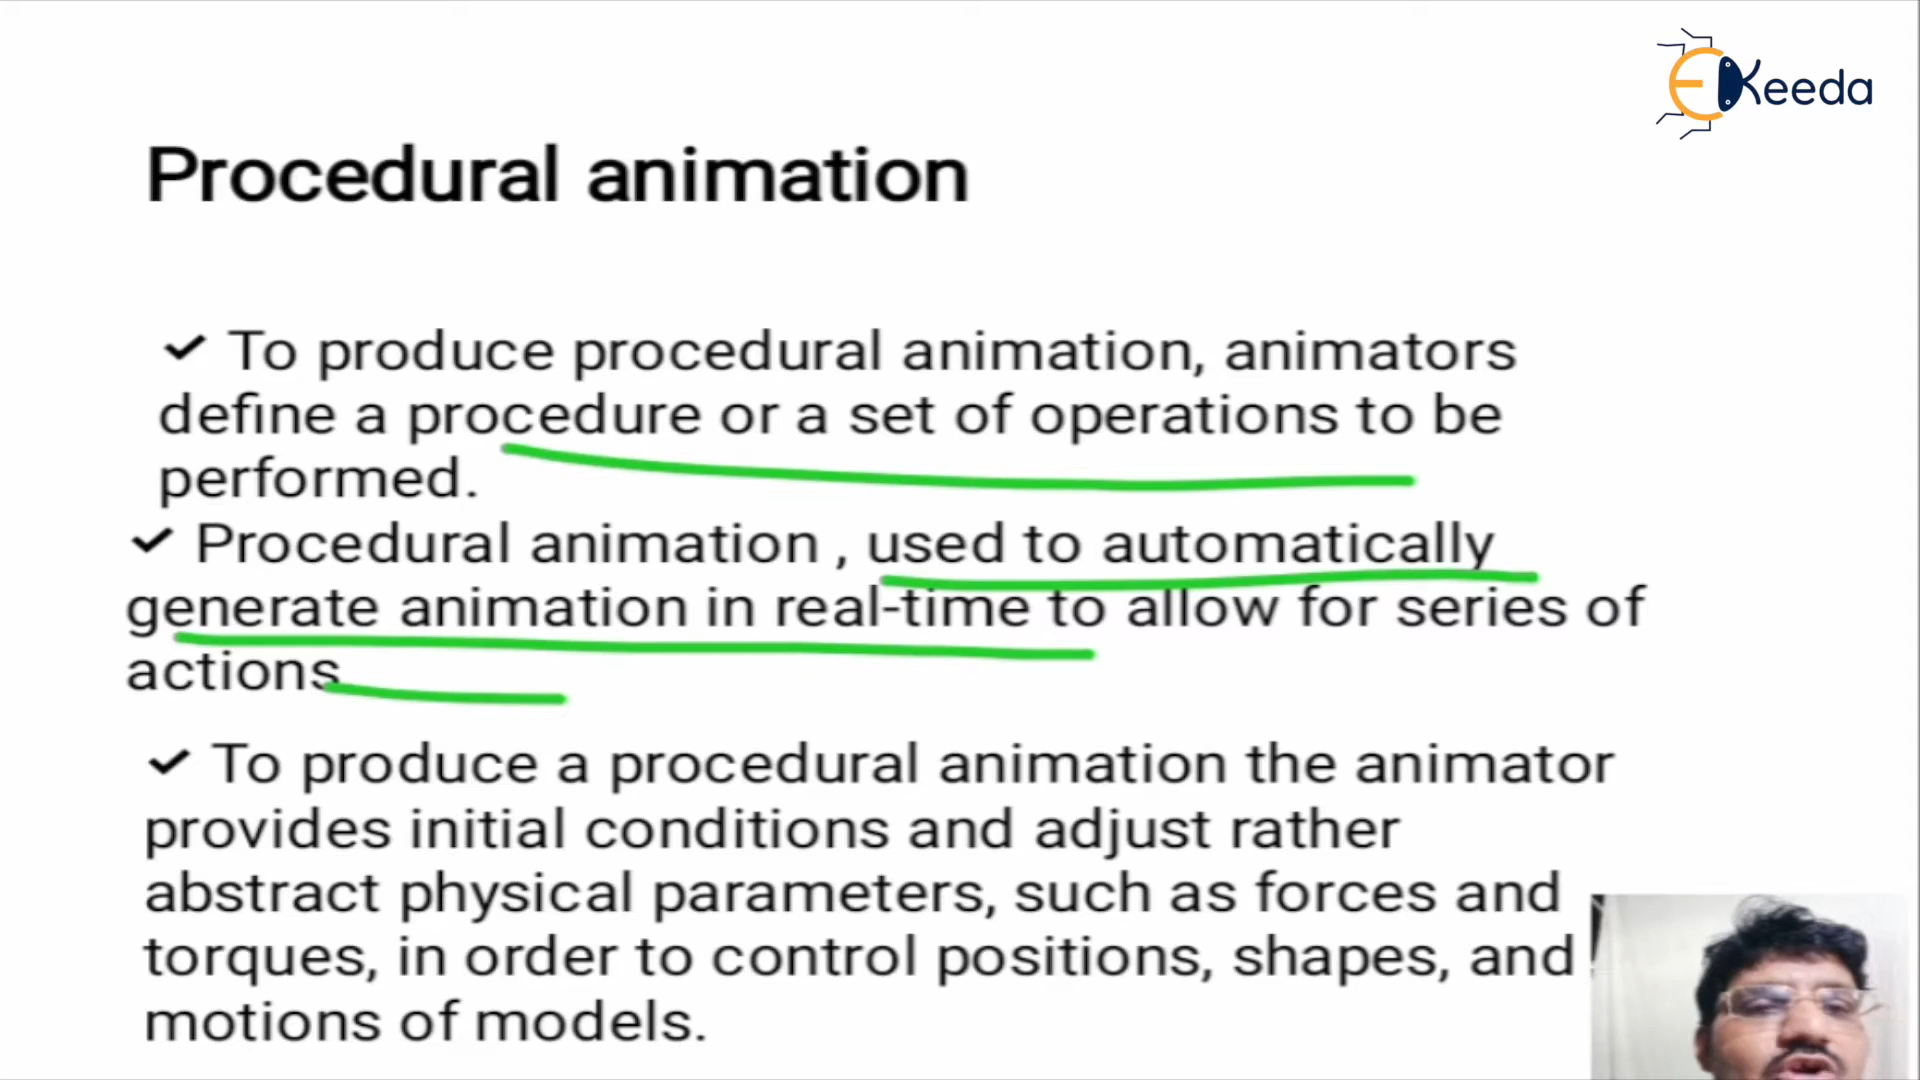 EKeeda
Procedural animation
✓ To produce procedural animation, animators
define a procedure or a set of operations to be
performed.
✓ Procedural animation , used to automatically
generate animation in real-time to allow for series of
actions
✓ To produce a procedural animation the animator
provides initial conditions and adjust rather
abstract physical parameters, such as forces and
torques, in order to control positions, shapes, and
motions of models.